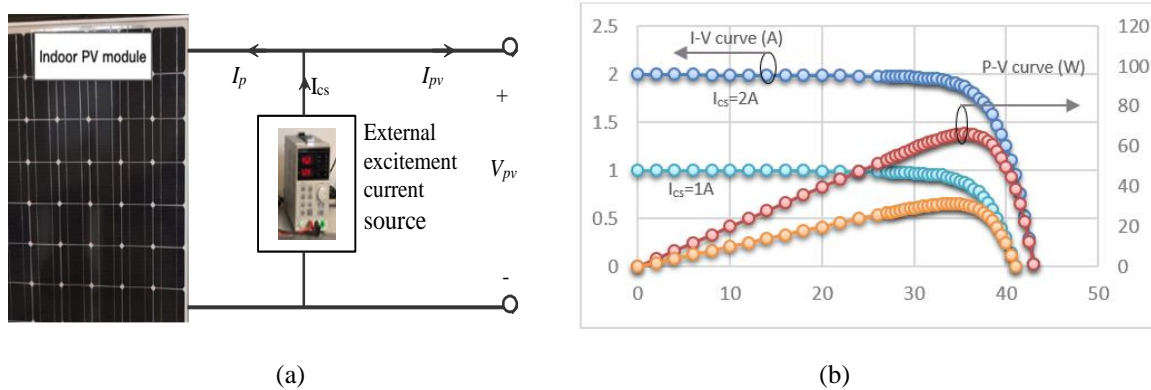 Indoor PV module
I_p
I_cs
I_pv
+
External
excitement
current
source
V_pv
-
(a)
2.5
2
1.5
1
0.5
0
120
100
80
60
40
20
0
0 10 20 30 40 50
I-V curve (A)
P-V curve (W)
I_cs=2A
I_cs=1A
(b)